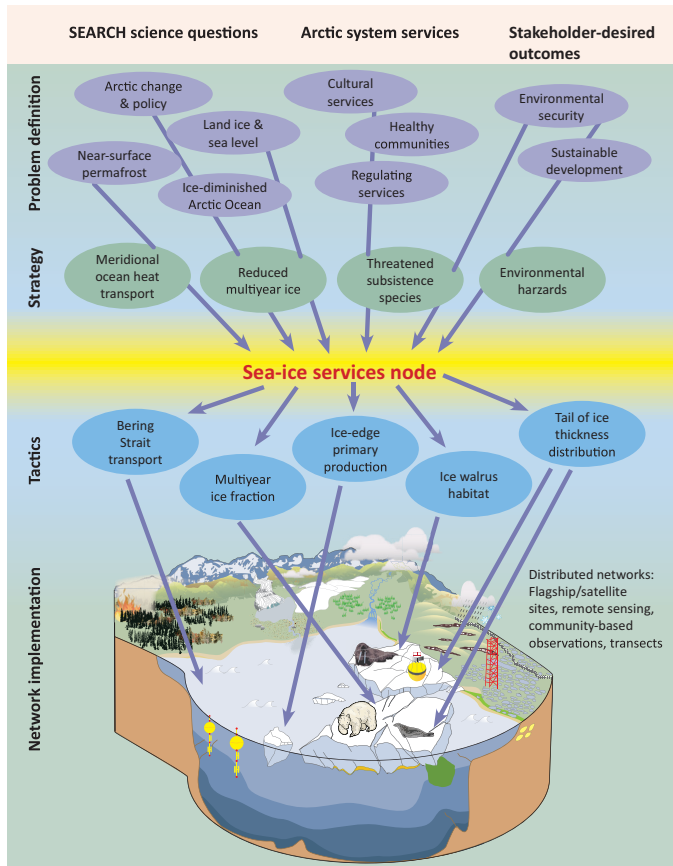 SEARCH science questions
Arctic system services
Stakeholder-desired
outcomes
Problem definition
Arctic change
& policy
Land ice &
sea level
Near-surface
permafrost
Ice-diminished
Arctic Ocean
Cultural
services
Healthy
communities
Regulating
services
Environmental
security
Sustainable
development
Strategy
Meridional
ocean heat
transport
Reduced
multiyear ice
Threatened
subsistence
species
Environmental
harzards
Sea-ice services node
Tactics
Bering
Strait
transport
Multiyear
ice fraction
Ice-edge
primary
production
Ice walrus
habitat
Tail of ice
thickness
distribution
Network implementation
Distributed networks:
Flagship/satellite
sites, remote sensing,
community-based
observations, transects